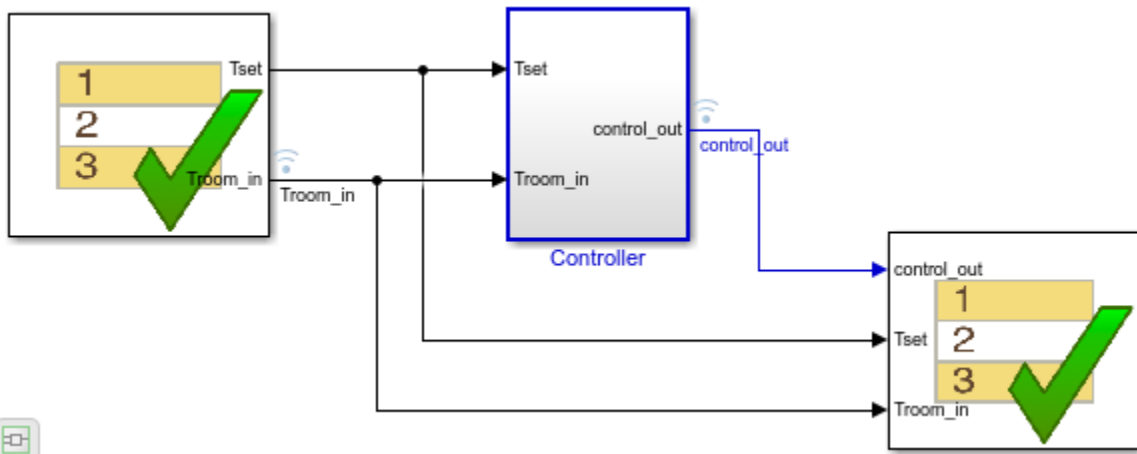 1
2
3
Tset
Troom_in
Troom_in
Tset
Troom_in
control_out
Controller
control_out
control_out
Tset
Troom_in
1
2
3